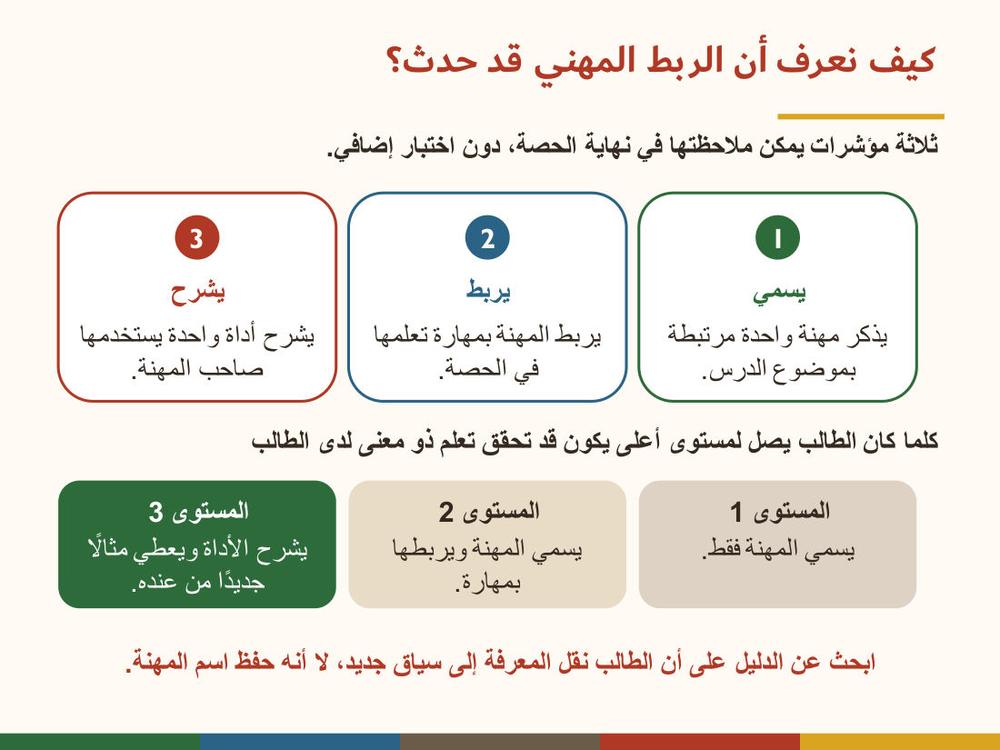 كيف نعرف أن الربط المهني قد حدث؟
ثلاثة مؤشرات يمكن ملاحظتها في نهاية الحصة، دون اختبار إضافي.
1
يسمي
يذكر مهنة واحدة مرتبطة
بموضوع الدرس.
2
يربط
يربط المهنة بمهارة تعلمها
في الحصة.
3
يشرح
يشرح أداة واحدة يستخدمها
صاحب المهنة.
كلما كان الطالب يصل لمستوى أعلى يكون قد تحقق تعلم ذو معنى لدى الطالب
المستوى 1
يسمي المهنة فقط.
المستوى 2
يسمي المهنة ويربطها
بمهارة.
المستوى 3
يشرح الأداة ويعطي مثالًا
جديدًا من عنده.
ابحث عن الدليل على أن الطالب نقل المعرفة إلى سياق جديد، لا أنه حفظ اسم المهنة.